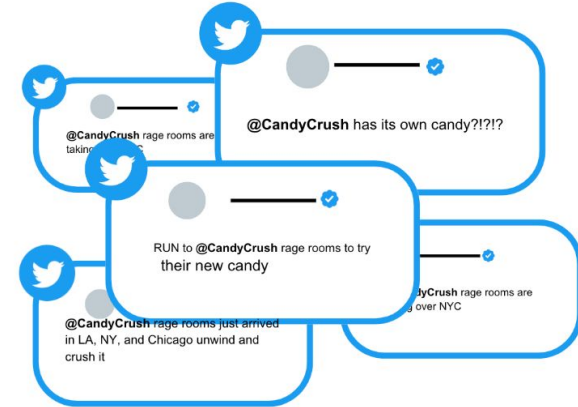 @CandyCrush has its own candy?!?!?
@CandyCrush rage rooms are
RUN to @CandyCrush rage rooms to try
their new candy
rage rooms are
over NYC
@CandyCrush rage rooms just arrived
in LA, NY, and Chicago unwind and
crush it